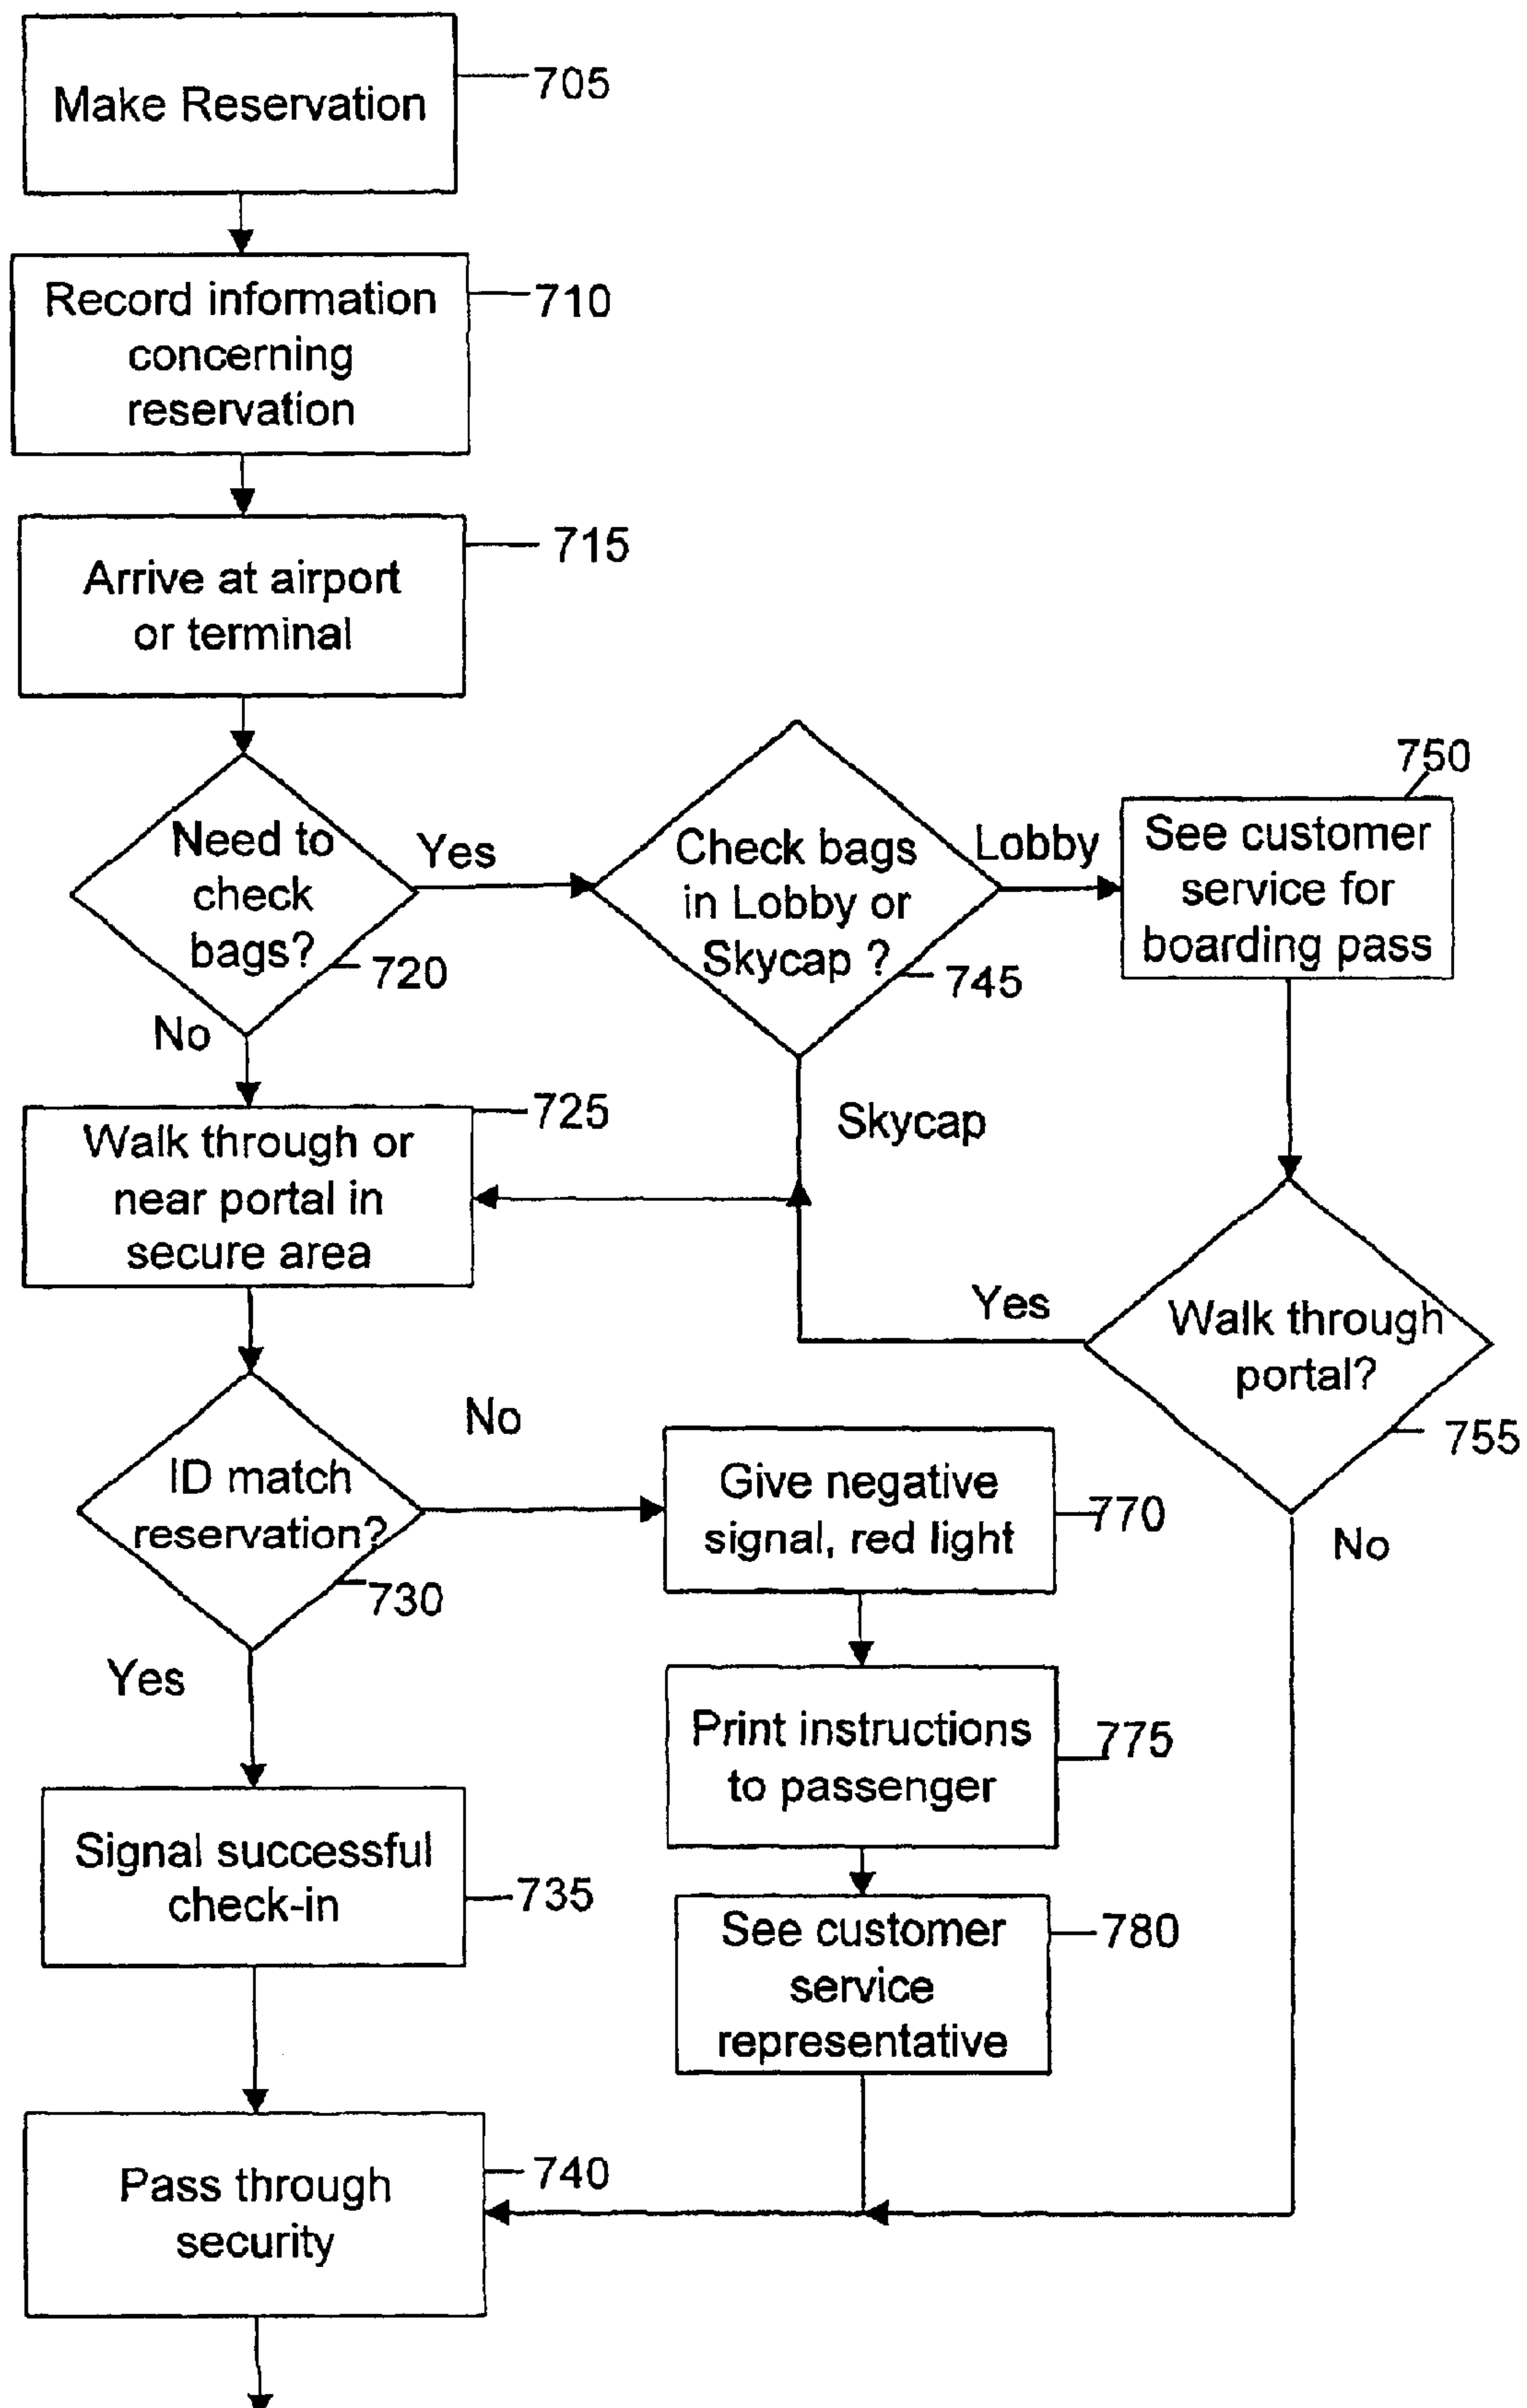 Make Reservation
705
Record information
concerning
reservation
710
715
Arrive at airport
or terminal
Need to
check
bags?
720
Yes
Check bags
in Lobby or
Skycap ?
745
Lobby
750
See customer
service for
boarding pass
No
Skycap
725
Walk through or
near portal in
secure area
Yes
Walk through
portal?
755
No
ID match
reservation?
730
No
Give negative
signal, red light
770
Yes
Print instructions
to passenger
775
Signal successful
check-in
735
See customer
service
representative
780
Pass through
security
740